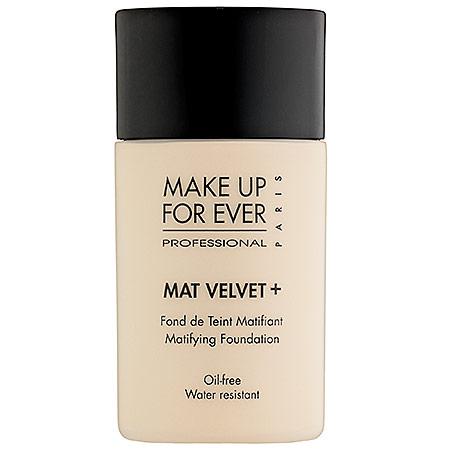 MAKE UP
FOR EVER
PROFESSIONAL
PARIS
MAT VELVET +
Fond de Teint Matifiant
Matifying Foundation
Oil-free
Water resistant